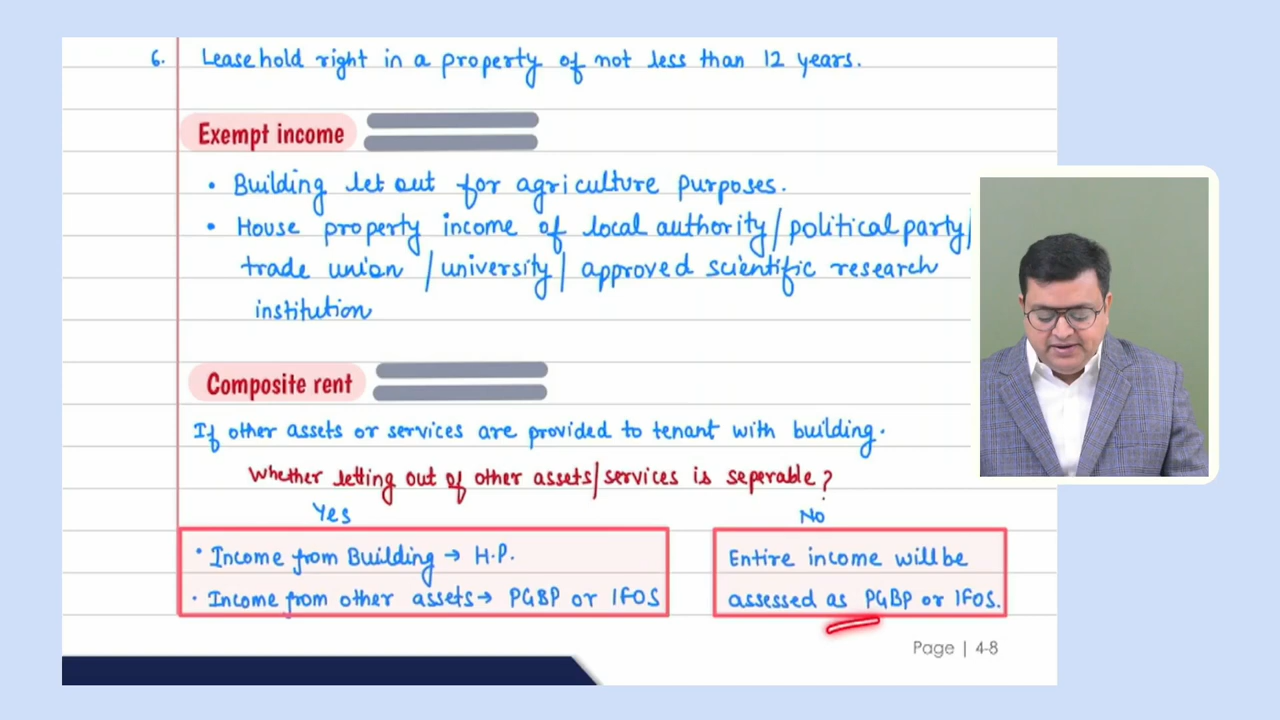 6. Lease hold right in a property of not less than 12 years.
Exempt income
• Building let out for agriculture purposes.
• House property income of local authority/political party/
trade union / university/ approved scientific research
institution
Composite rent
If other assets or services are provided to tenant with building.
Whether letting out of other assets/services is seperable?
Yes
No
• Income from Building → H.P.
• Income from other assets → PGBP or IFOS
Entire income will be
assessed as PGBP or IFOS.
Page | 4-8